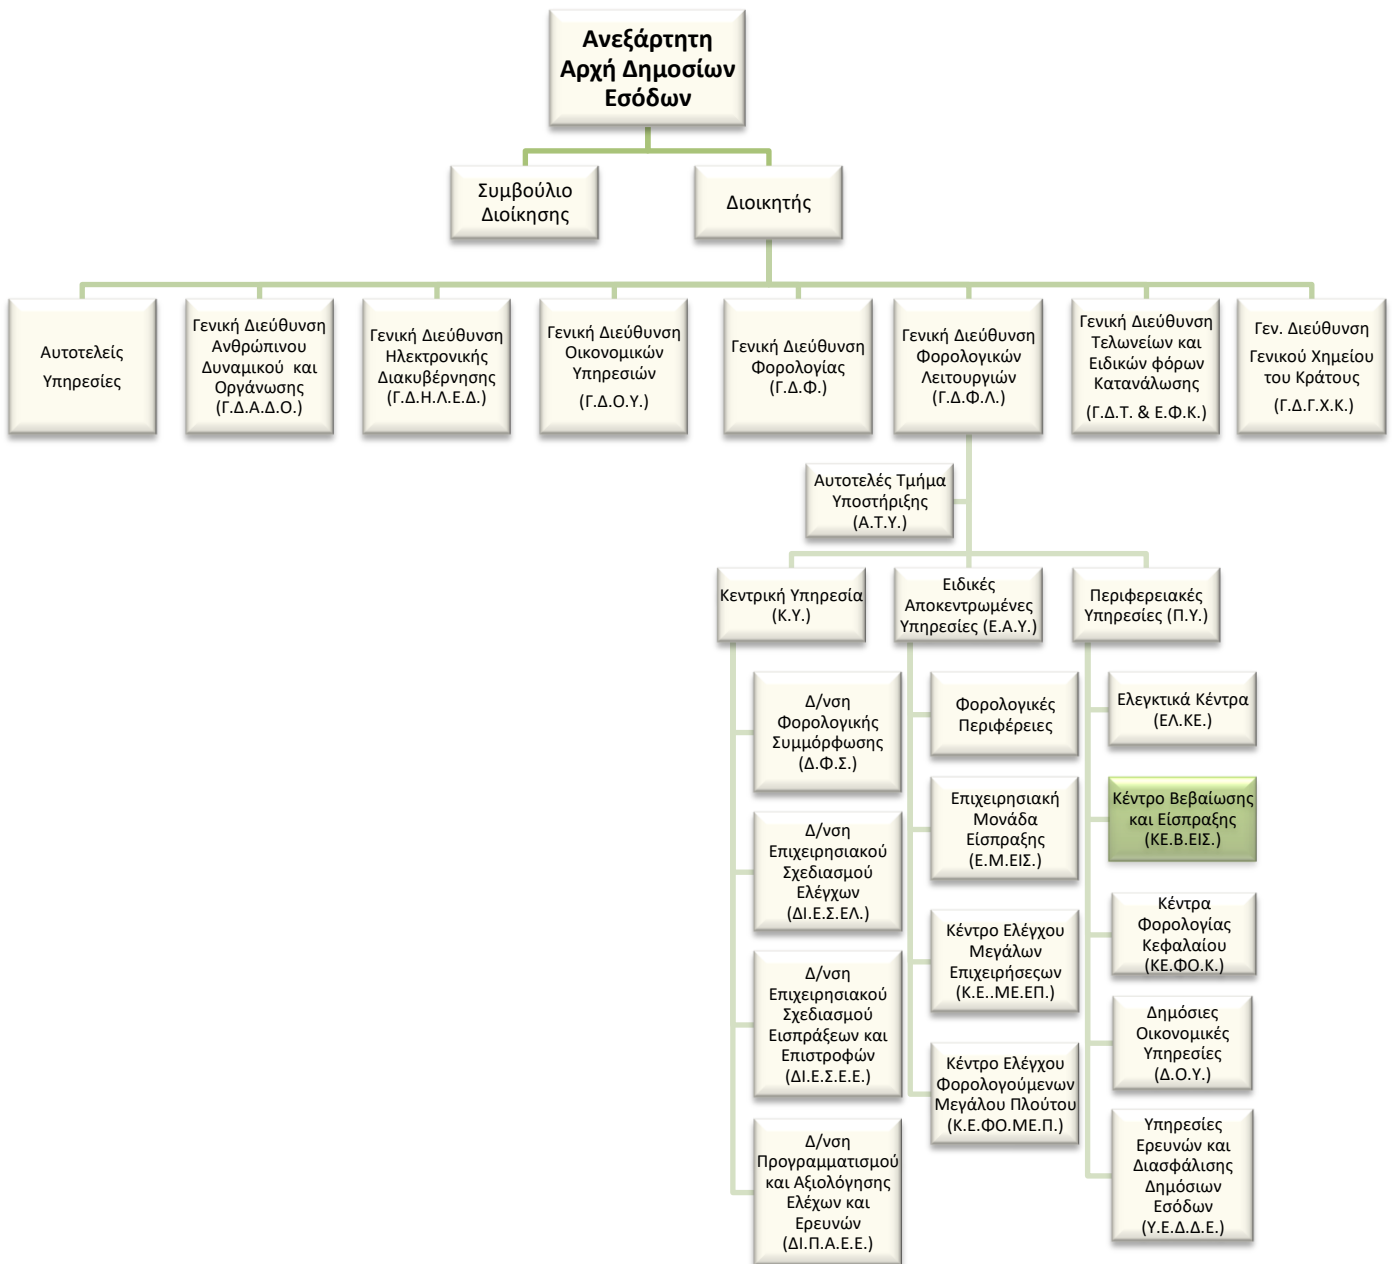 Ανεξάρτητη
Αρχή Δημοσίων
Εσόδων
Συμβούλιο
Διοίκησης
Διοικητής
Αυτοτελείς
Υπηρεσίες
Γενική Διεύθυνση
Ανθρώπινου
Δυναμικού και
Οργάνωσης
(Γ.Δ.Α.Δ.Ο.)
Γενική Διεύθυνση
Ηλεκτρονικής
Διακυβέρνησης
(Γ.Δ.Η.Λ.Ε.Δ.)
Γενική Διεύθυνση
Οικονομικών
Υπηρεσιών
(Γ.Δ.Ο.Υ.)
Γενική Διεύθυνση
Φορολογίας
(Γ.Δ.Φ.)
Γενική Διεύθυνση
Φορολογικών
Λειτουργιών
(Γ.Δ.Φ.Λ.)
Γενική Διεύθυνση
Τελωνείων και
Ειδικών φόρων
Κατανάλωσης
(Γ.Δ.Τ. & Ε.Φ.Κ.)
Γεν. Διεύθυνση
Γενικού Χημείου
του Κράτους
(Γ.Δ.Γ.Χ.Κ.)
Αυτοτελές Τμήμα
Υποστήριξης
(Α.Τ.Υ.)
Κεντρική Υπηρεσία
(Κ.Υ.)
Ειδικές
Αποκεντρωμένες
Υπηρεσίες (Ε.Α.Υ.)
Περιφερειακές
Υπηρεσίες (Π.Υ.)
Δ/νση
Φορολογικής
Συμμόρφωσης
(Δ.Φ.Σ.)
Δ/νση
Επιχειρησιακού
Σχεδιασμού
Ελέγχων
(ΔΙ.Ε.Σ.ΕΛ.)
Δ/νση
Επιχειρησιακού
Σχεδιασμού
Εισπράξεων και
Επιστροφών
(ΔΙ.Ε.Σ.Ε.Ε.)
Δ/νση
Προγραμματισμού
και Αξιολόγησης
Ελέχων και
Ερευνών
(ΔΙ.Π.Α.Ε.Ε.)
Φορολογικές
Περιφέρειες
Επιχειρησιακή
Μονάδα
Είσπραξης
(Ε.Μ.ΕΙΣ.)
Κέντρο Ελέγχου
Μεγάλων
Επιχειρήσεςων
(Κ.Ε..ΜΕ.ΕΠ.)
Κέντρο Ελέγχου
Φορολογούμενων
Μεγάλου Πλούτου
(Κ.Ε.ΦΟ.ΜΕ.Π.)
Ελεγκτικά Κέντρα
(ΕΛ.ΚΕ.)
Κέντρο Βεβαίωσης
και Είσπραξης
(ΚΕ.Β.ΕΙΣ.)
Κέντρα
Φορολογίας
Κεφαλαίου
(ΚΕ.ΦΟ.Κ.)
Δημόσιες
Οικονομικές
Υπηρεσίες
(Δ.Ο.Υ.)
Υπηρεσίες
Ερευνών και
Διασφάλισης
Δημόσιων
Εσόδων
(Υ.Ε.Δ.Δ.Ε.)